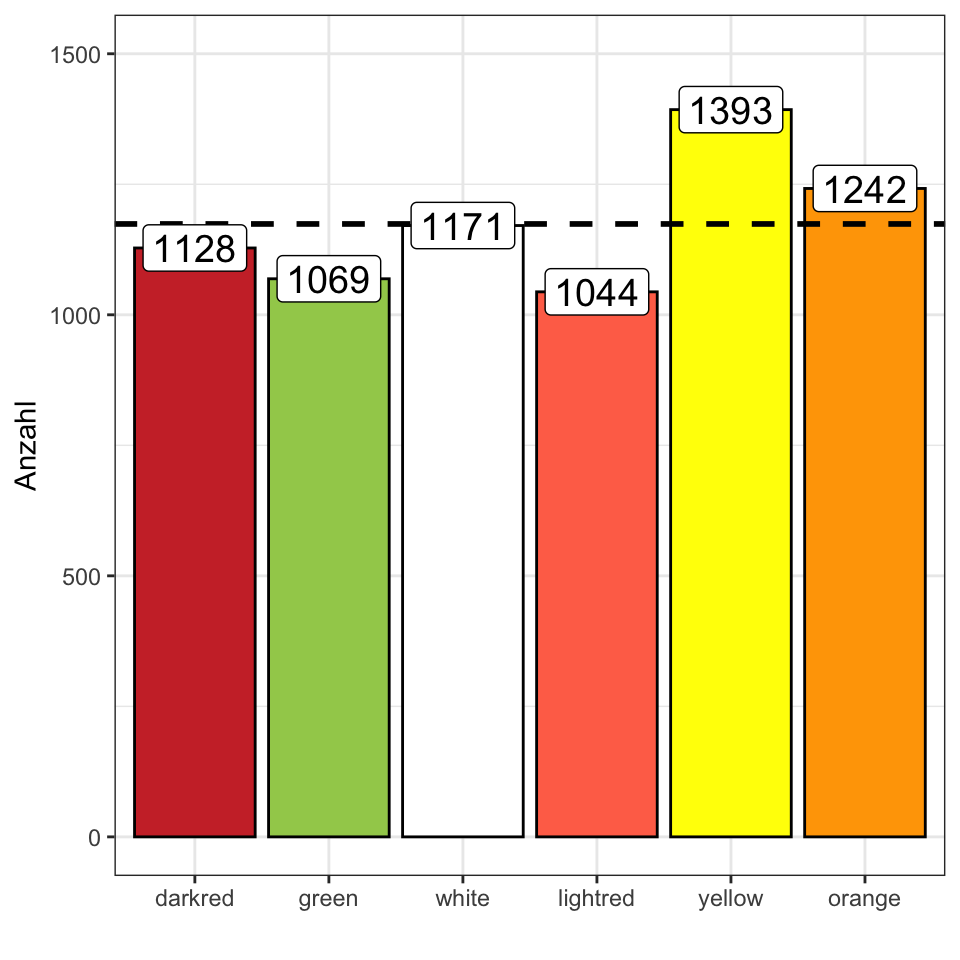 Anzahl
1500
1000
500
0
1128
1069
1171
1044
1393
1242
darkred
green
white
lightred
yellow
orange